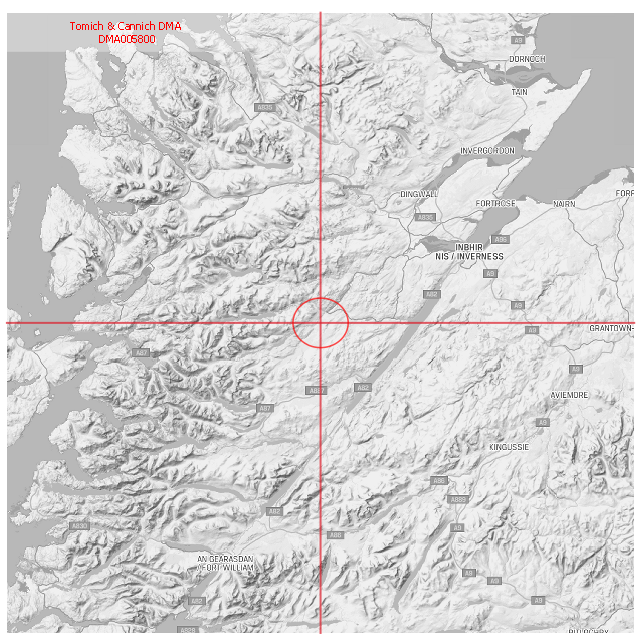 Tomich & Cannich DMA
DMA005800
A9
DORNOCH
TAIN
A835
INVERGORDON
DINGWALL
FORTROSE
NAIRN
A835
A96
INBHIR
NIS / INVERNESS
A9
A82
A9
A9
GRANTOWN-
A87
A9
A887
A82
AVIEMORE
A87
A9
KINGUSSIE
A86
A889
A82
A830
A9
A86
AN GEARASDAN
/ FORT WILLIAM
A9
A9
A82
A9
A828
PITLOCHRY